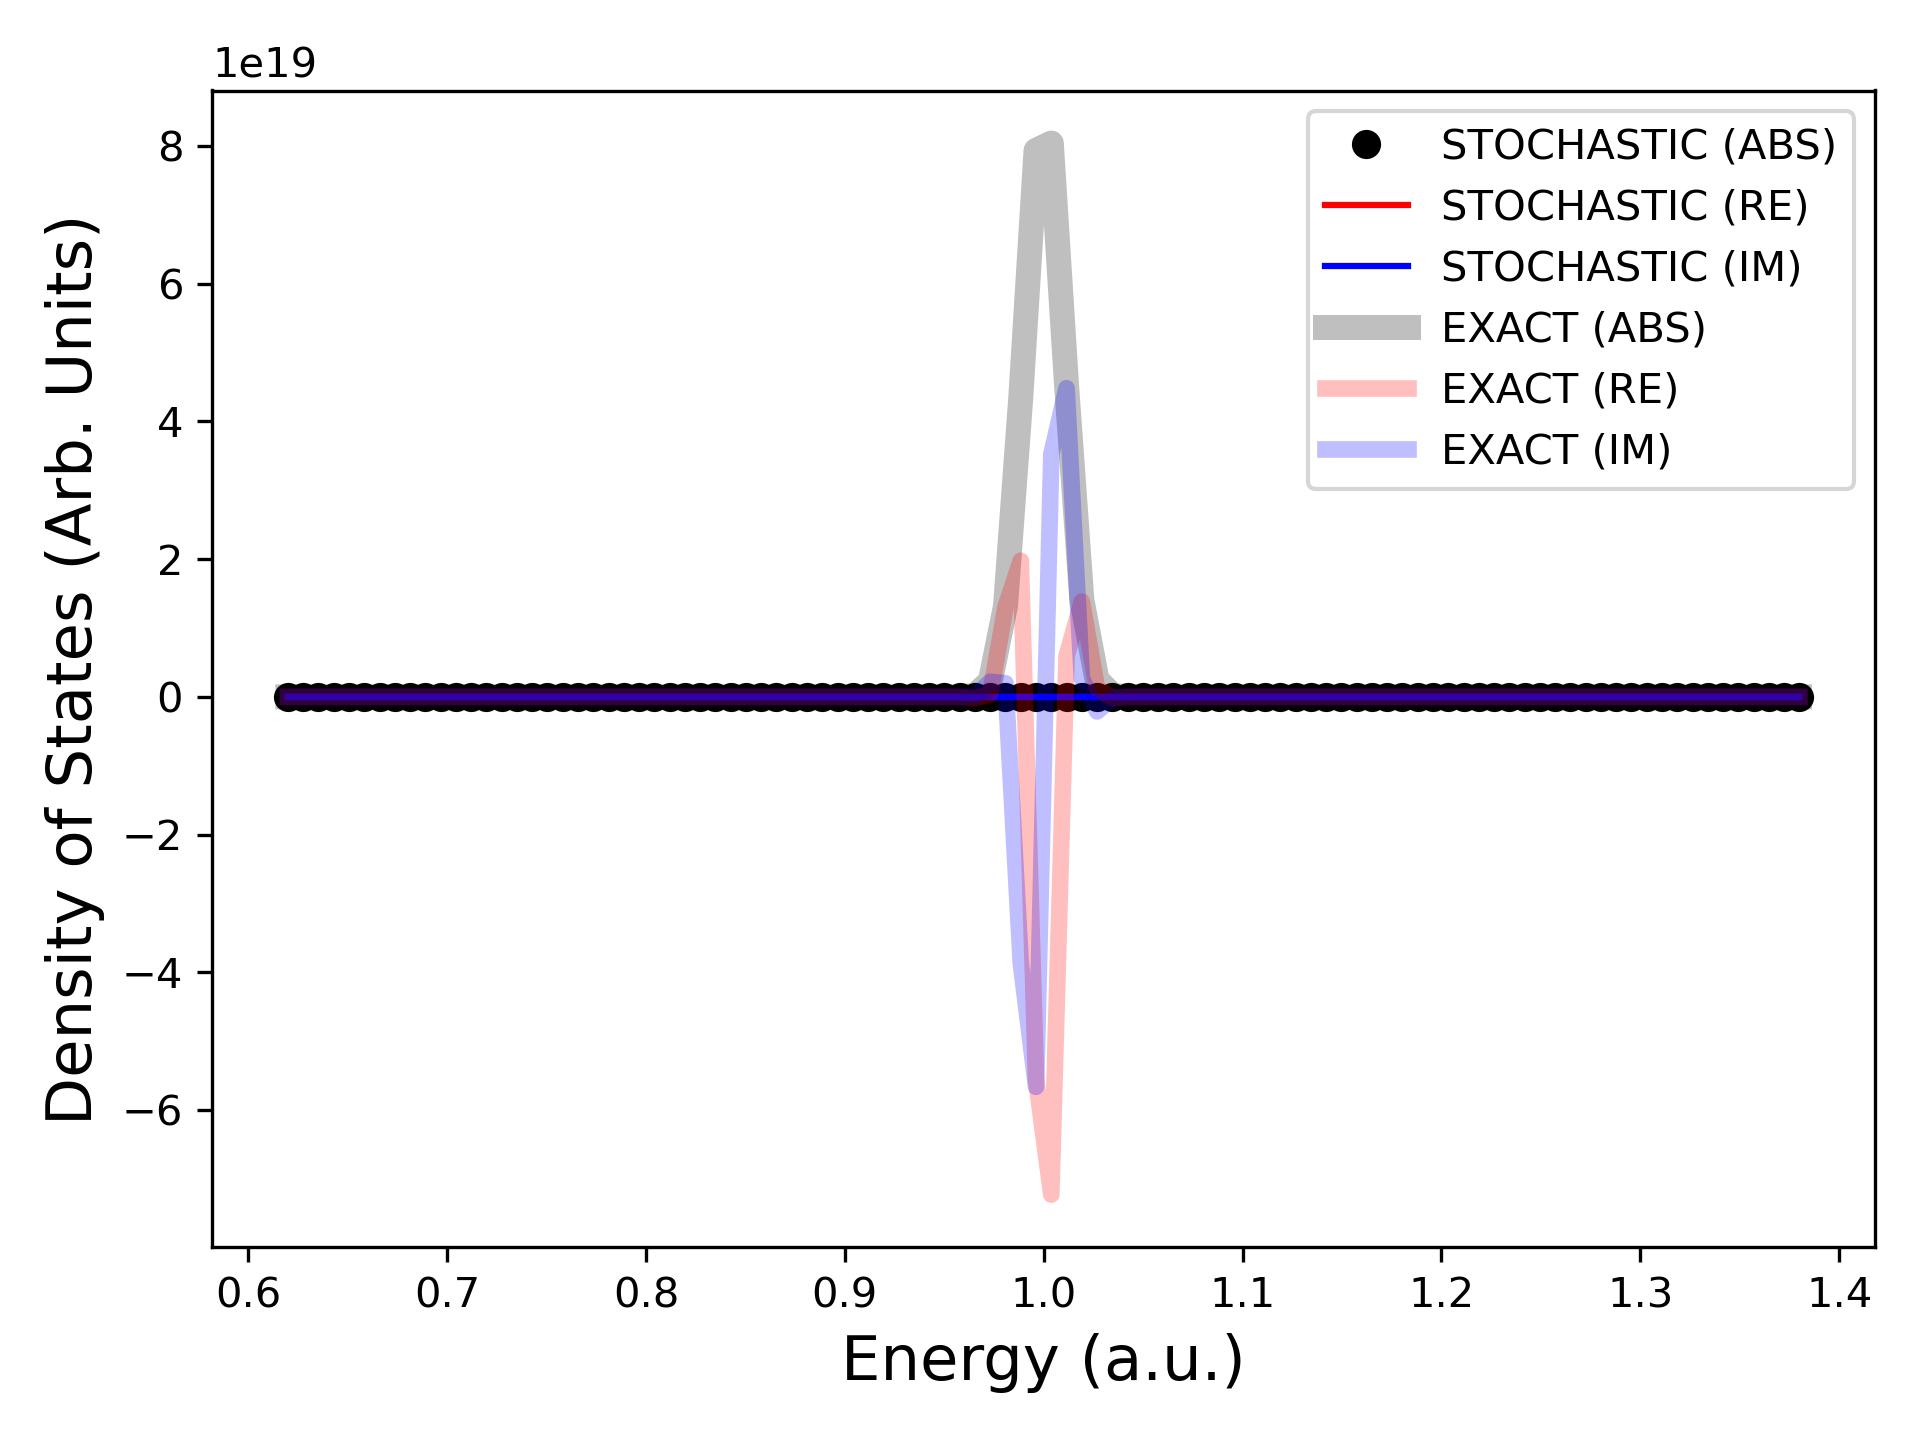 1e19
8
6
4
2
0
−2
−4
−6
Density of States (Arb. Units)
STOCHASTIC (ABS)
STOCHASTIC (RE)
STOCHASTIC (IM)
EXACT (ABS)
EXACT (RE)
EXACT (IM)
0.6 0.7 0.8 0.9 1.0 1.1 1.2 1.3 1.4
Energy (a.u.)